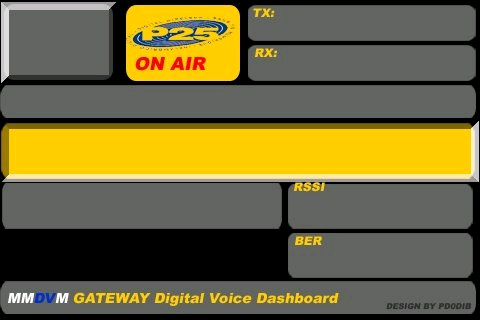 TX:
P25
ON AIR
RX:
RSSI
BER
MMDVM GATEWAY Digital Voice Dashboard
DESIGN BY PD0DIB